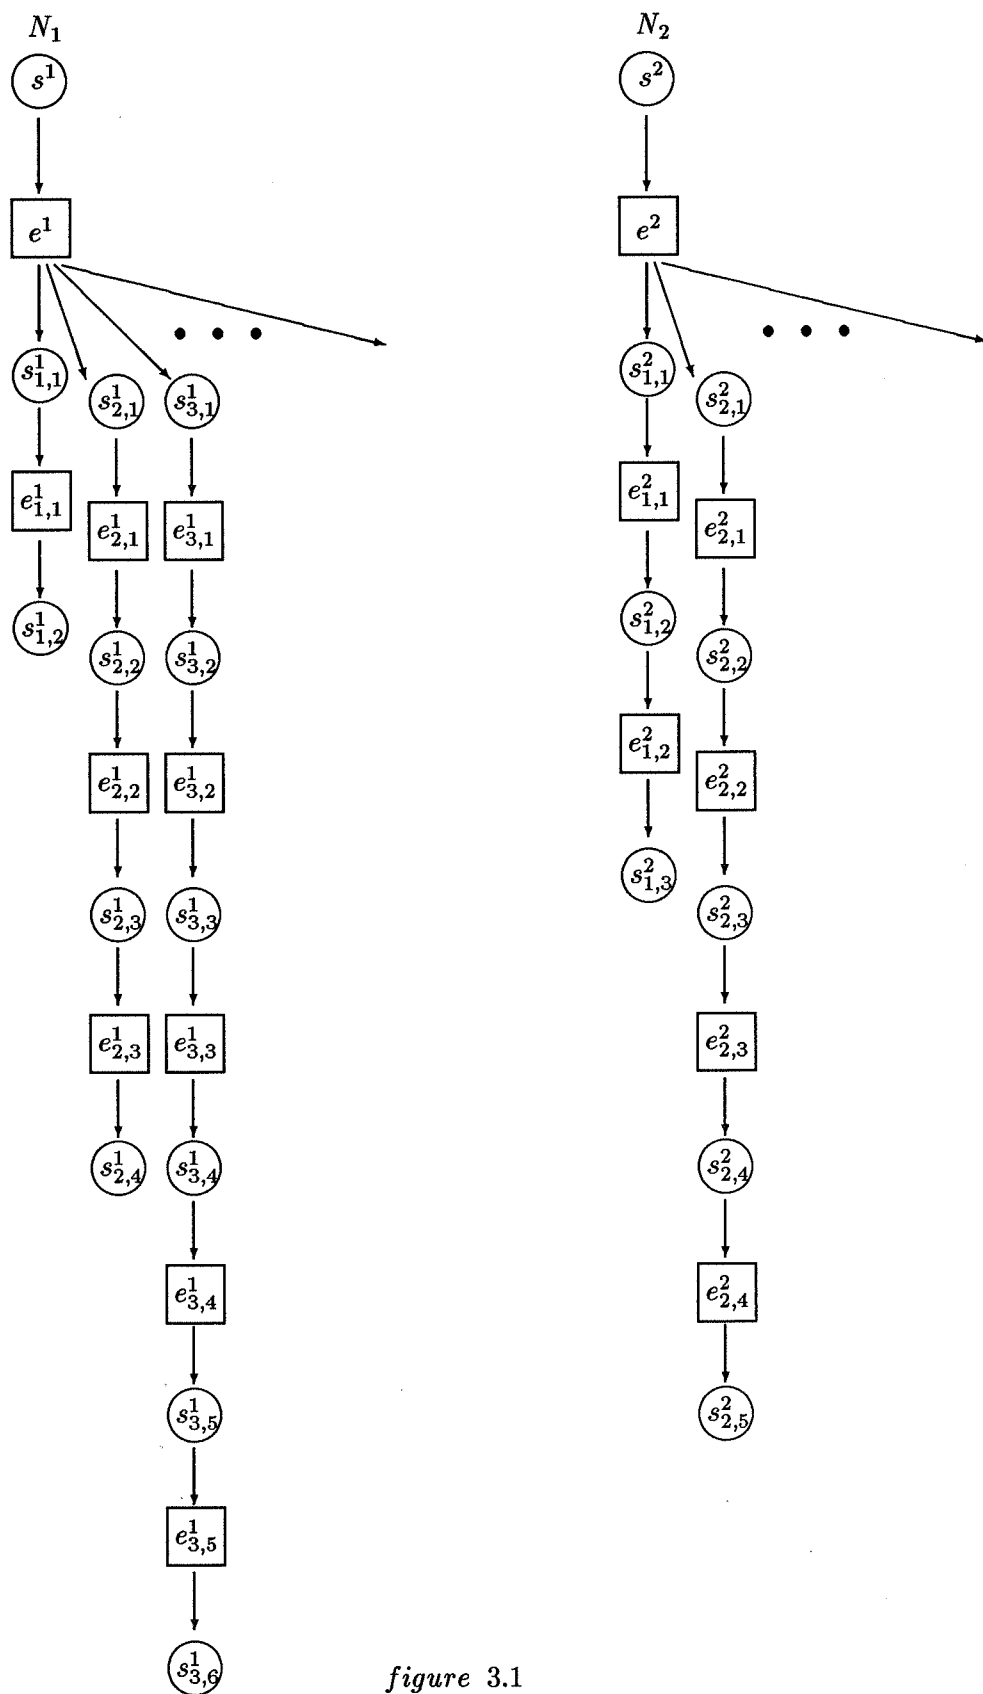 N₁ N₂
s¹ s²
e¹ e²
s¹₁,₁ s¹₂,₁ s¹₃,₁ s²₁,₁ s²₂,₁
e¹₁,₁ e¹₂,₁ e¹₃,₁ e²₁,₁ e²₂,₁
s¹₁,₂ s¹₂,₂ s¹₃,₂ s²₁,₂ s²₂,₂
e¹₂,₂ e¹₃,₂ e²₁,₂ e²₂,₂
s¹₂,₃ s¹₃,₃ s²₁,₃ s²₂,₃
e¹₂,₃ e¹₃,₃ e²₂,₃
s¹₂,₄ s¹₃,₄ s²₂,₄
e¹₃,₄ e²₂,₄
s¹₃,₅ s²₂,₅
e¹₃,₅
s¹₃,₆
figure 3.1